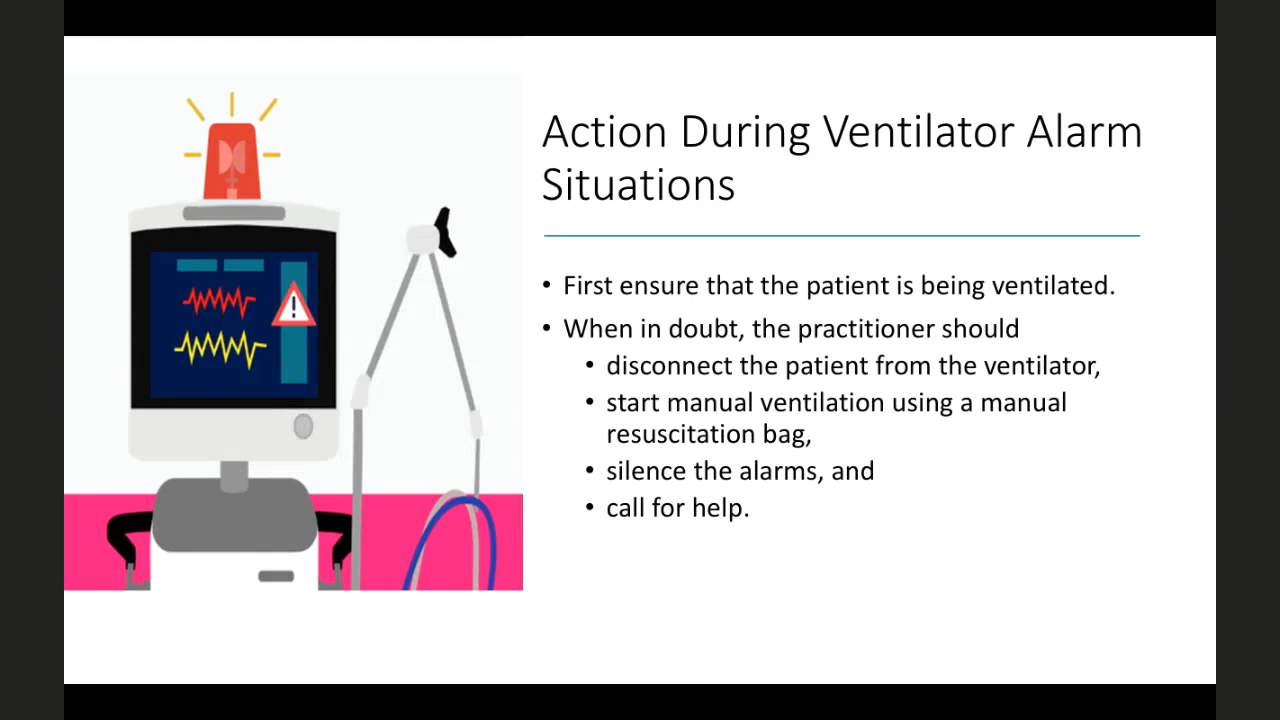 Action During Ventilator Alarm
Situations
• First ensure that the patient is being ventilated.
• When in doubt, the practitioner should
• disconnect the patient from the ventilator,
• start manual ventilation using a manual
resuscitation bag,
• silence the alarms, and
• call for help.